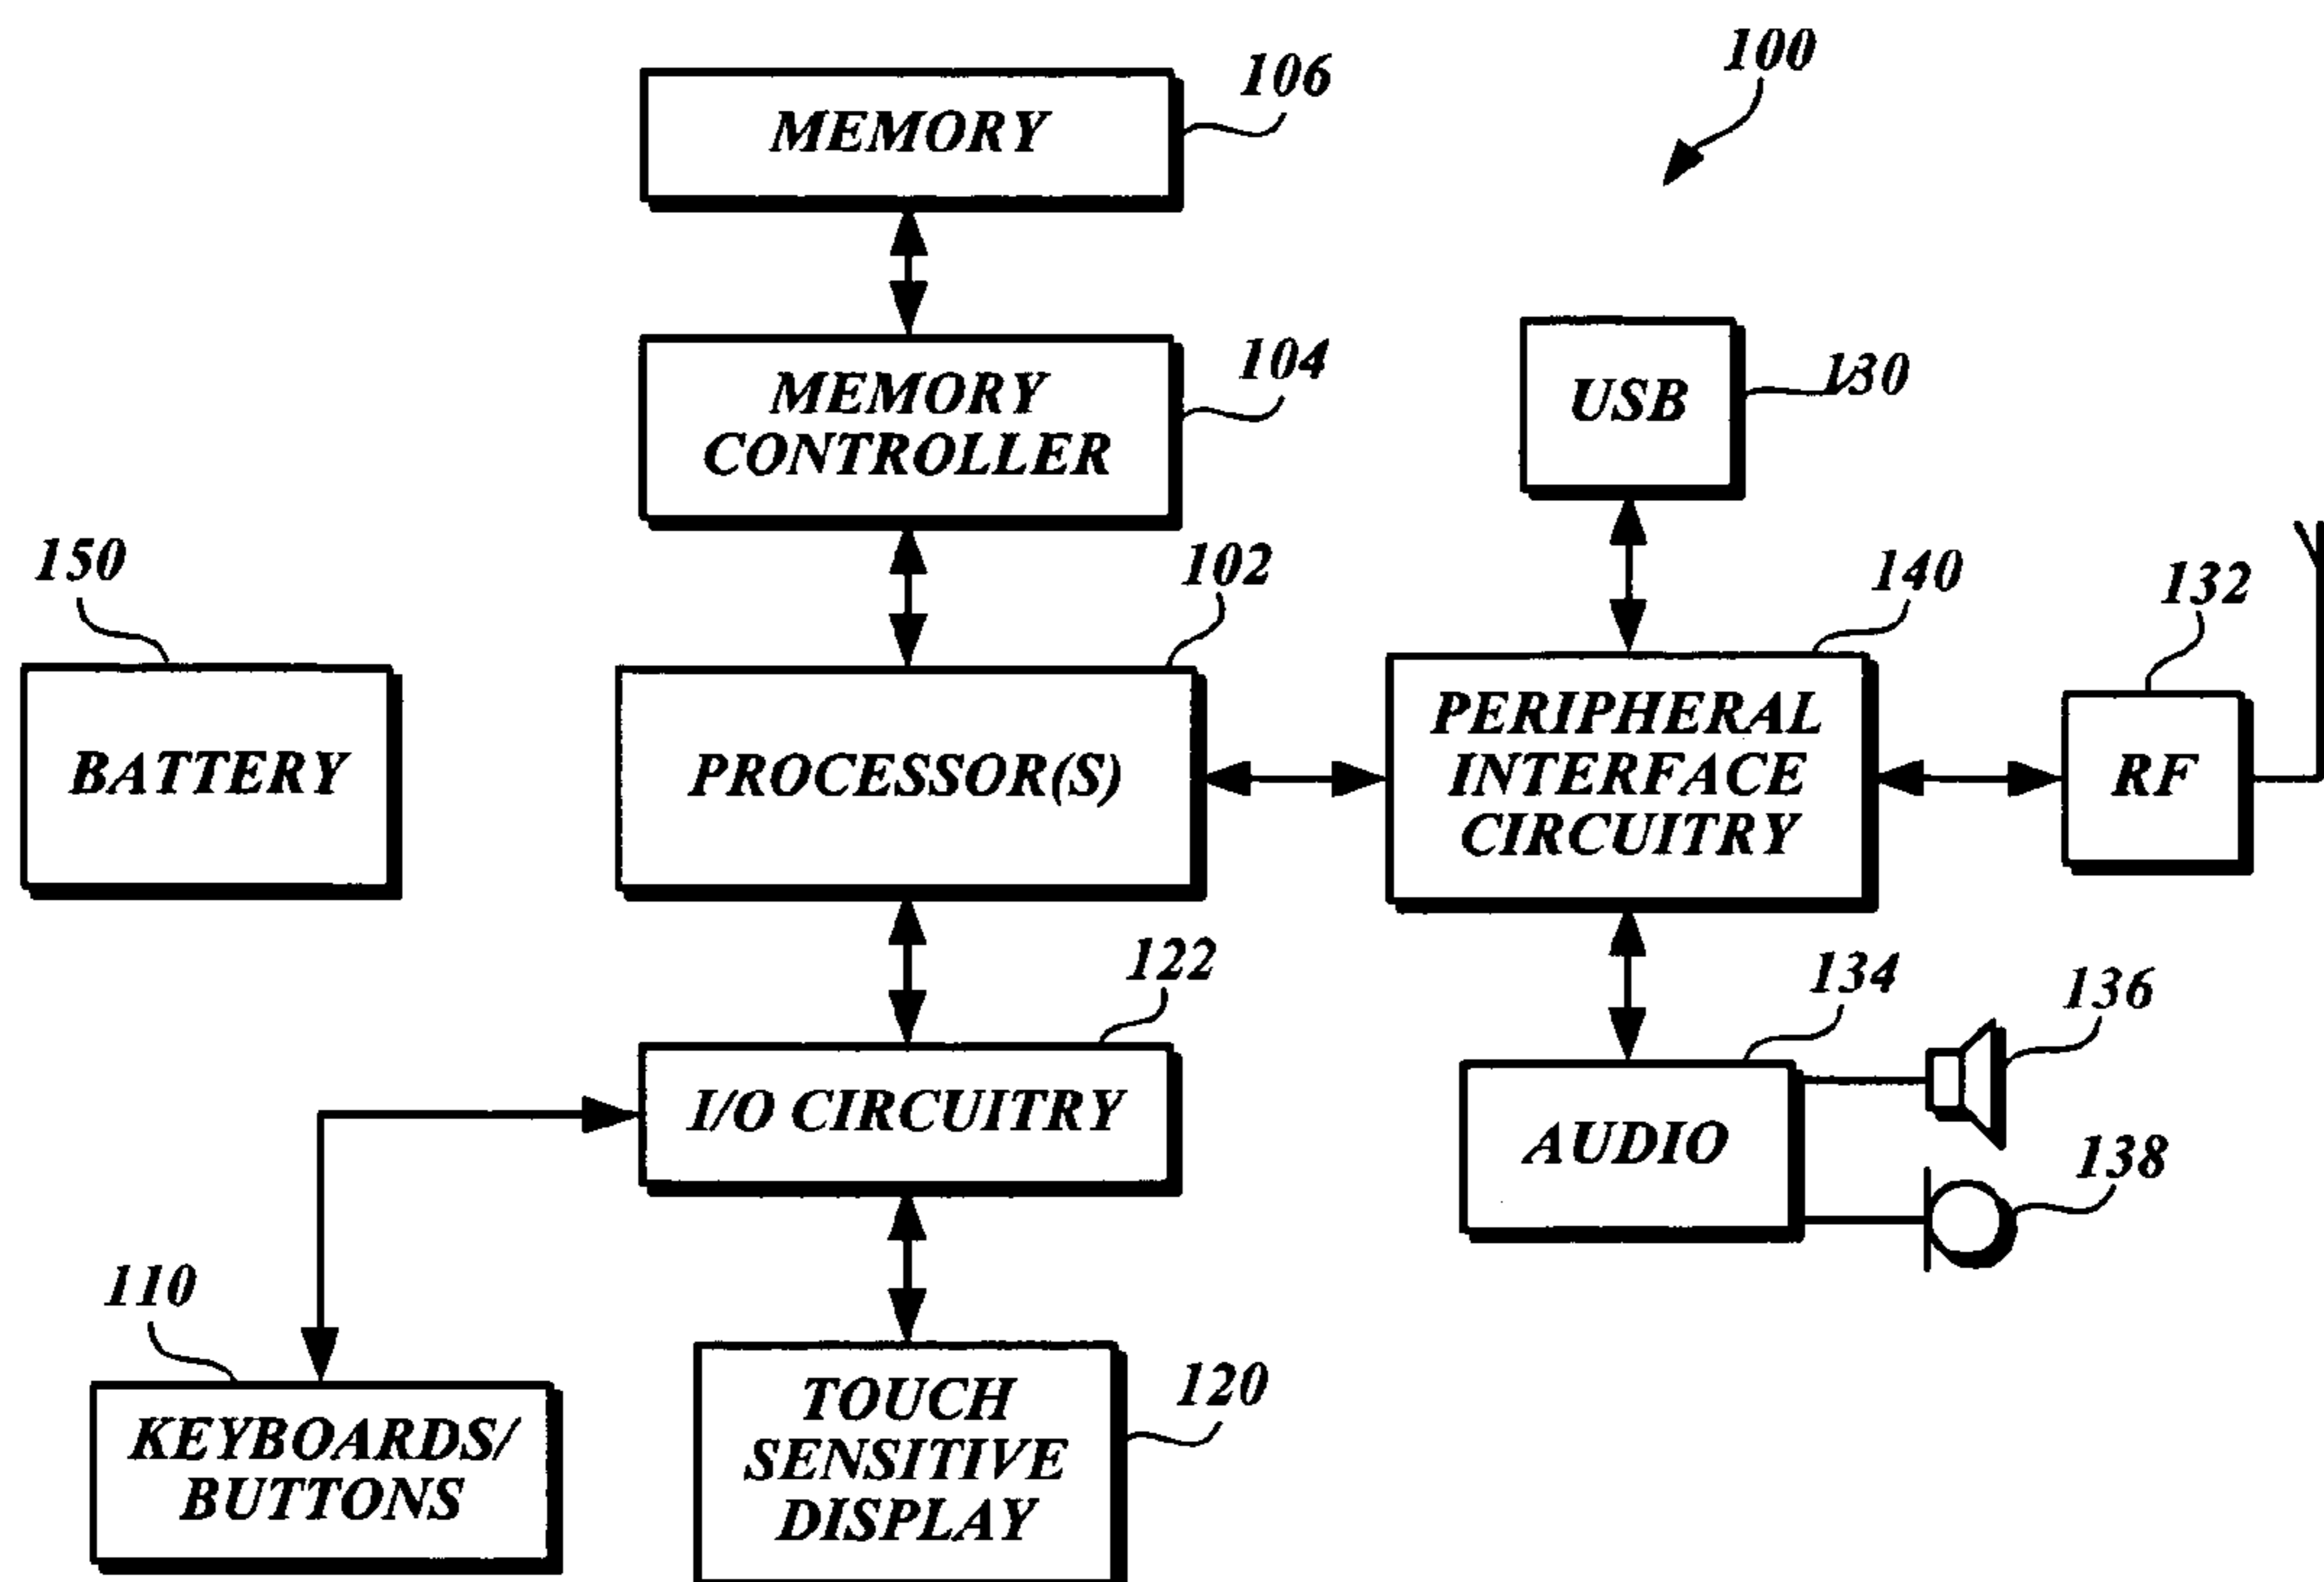 100
106
MEMORY
104
MEMORY
CONTROLLER
130
USB
150
BATTERY
102
PROCESSOR(S)
140
PERIPHERAL
INTERFACE
CIRCUITRY
132
RF
122
I/O CIRCUITRY
134
AUDIO
136
138
110
KEYBOARDS/
BUTTONS
120
TOUCH
SENSITIVE
DISPLAY